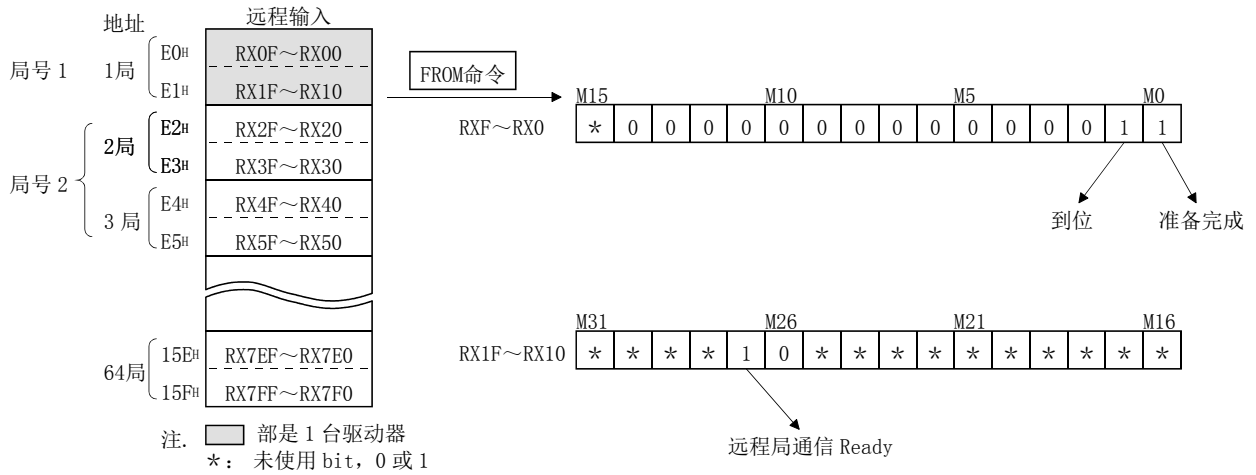 地址 远程输入
局号 1 1局 E0H RX0F～RX00
E1H RX1F～RX10
局号 2 2局 E2H RX2F～RX20
E3H RX3F～RX30
3 局 E4H RX4F～RX40
E5H RX5F～RX50
64局 15EH RX7EF～RX7E0
15FH RX7FF～RX7F0
注. 部是 1 台驱动器
*： 未使用 bit，0 或 1
FROM命令
M15 M10 M5 M0
RXF～RX0 * 0 0 0 0 0 0 0 0 0 0 0 0 0 1 1
到位 准备完成
M31 M26 M21 M16
RX1F～RX10 * * * * 1 0 * * * * * * * * * *
远程局通信 Ready